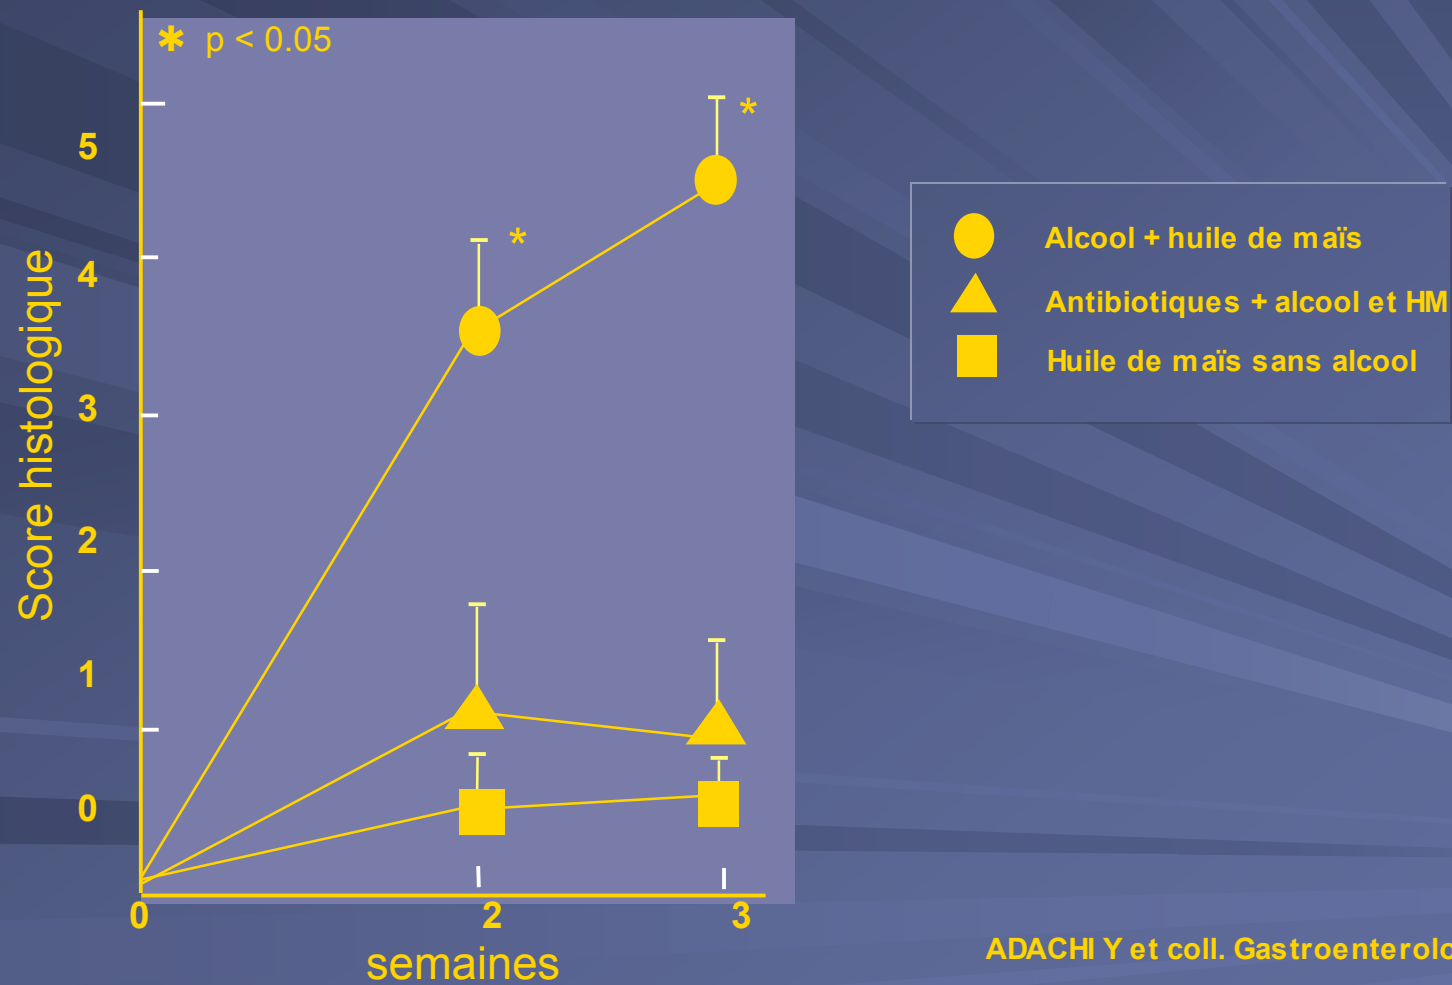 ✱ p < 0.05
5
4
3
2
1
0
Score histologique
*
*
0 2 3
semaines
Alcool + huile de maïs
Antibiotiques + alcool et HM
Huile de maïs sans alcool
ADACHI Y et coll.